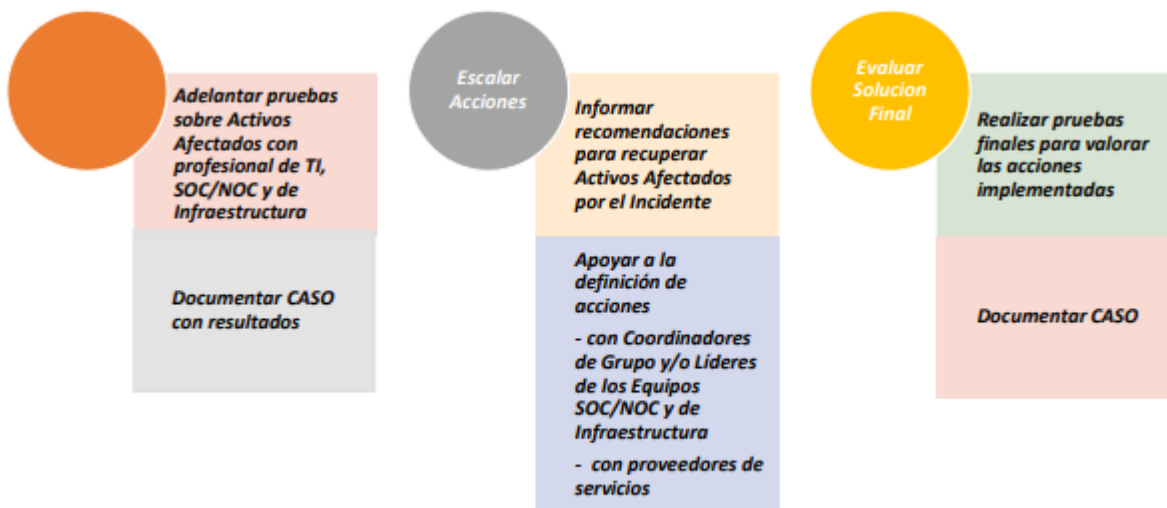 Adelantar pruebas
sobre Activos
Afectados con
profesional de TI,
SOC/NOC y de
Infraestructura
Documentar CASO
con resultados
Escalar
Acciones
Informar
recomendaciones
para recuperar
Activos Afectados
por el Incidente
Apoyar a la
definición de
acciones
- con Coordinadores
de Grupo y/o Líderes
de los Equipos
SOC/NOC y de
Infraestructura
- con proveedores de
servicios
Evaluar
Solucion
Final
Realizar pruebas
finales para valorar
las acciones
implementadas
Documentar CASO